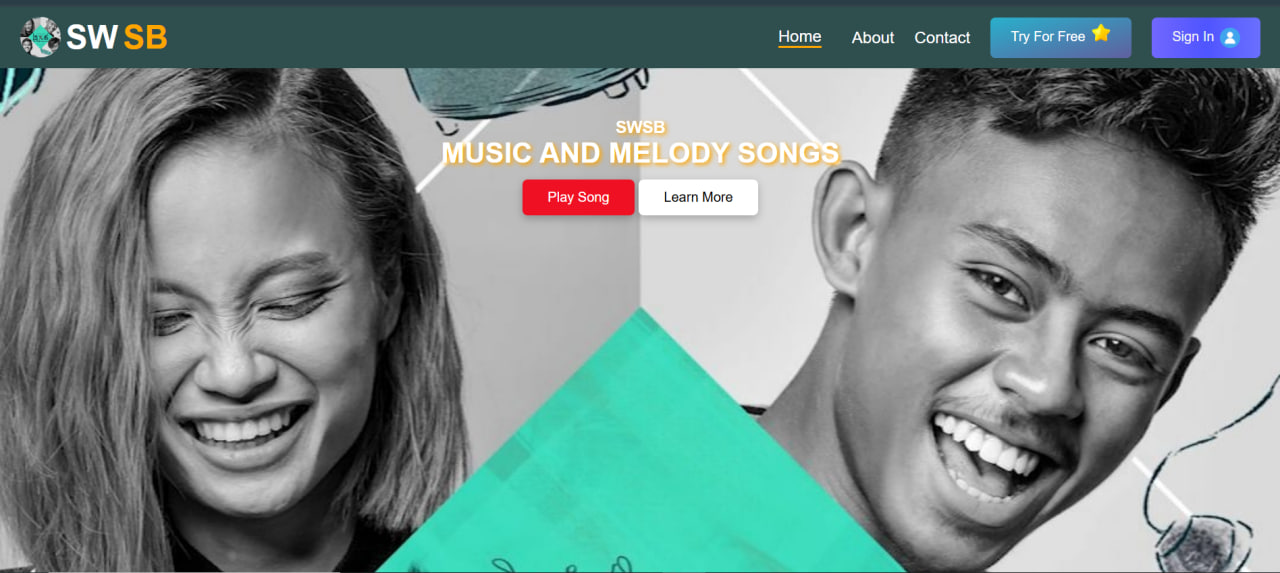 SW SB
Home
About
Contact
Try For Free
Sign In
SWSB
MUSIC AND MELODY SONGS
Play Song
Learn More